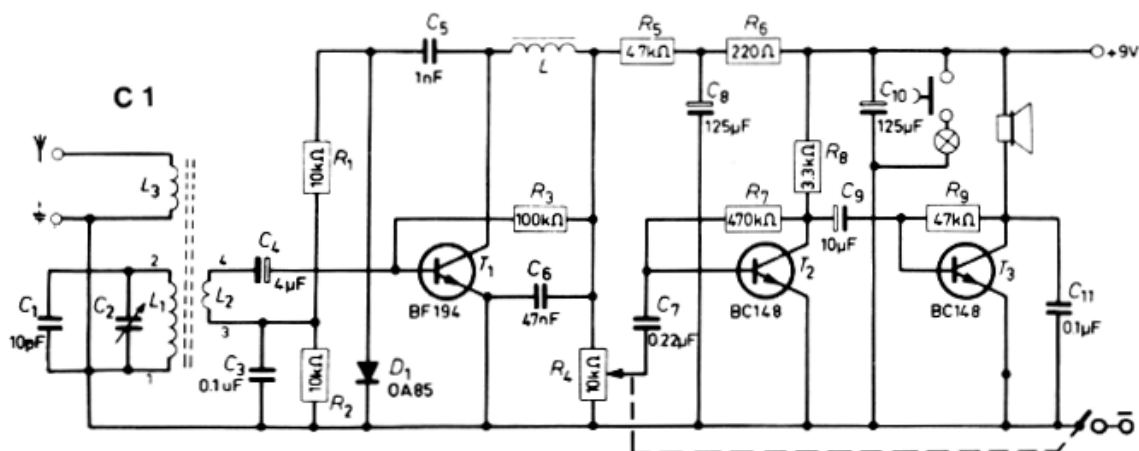 C5
1nF
L
R5
4.7kΩ
R6
220Ω
+9V
C 1
C8
125µF
C10
125µF
L3
10kΩ
R1
R3
100kΩ
R8
3.3kΩ
R7
470kΩ
C9
10µF
R9
47kΩ
4
C4
4µF
2
C1
10pF
C2
L1
L2
1
3
C3
0.1uF
10kΩ
R2
D1
OA85
T1
BF194
C6
47nF
R4
10kΩ
C7
0.22µF
T2
BC148
T3
BC148
C11
0.1µF